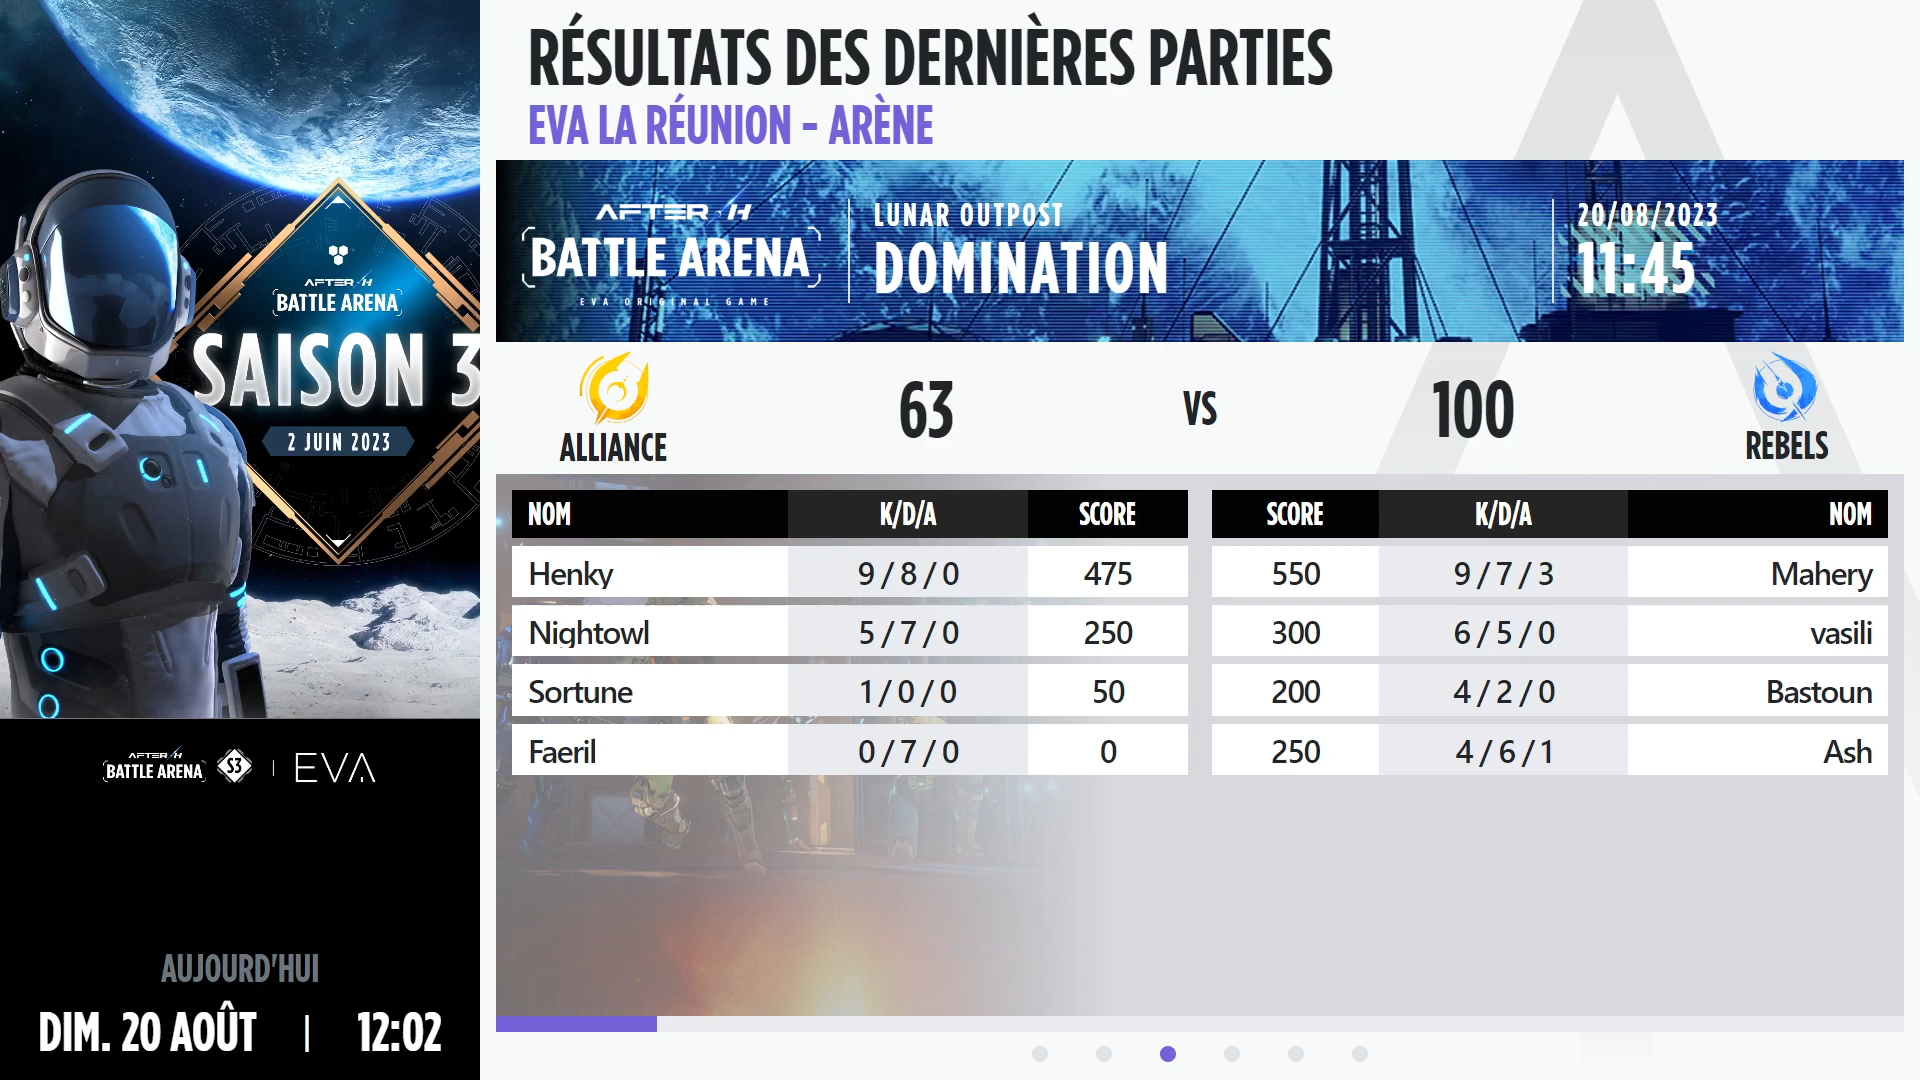 AFTER-H
BATTLE ARENA
SAISON 3
2 JUIN 2023
AFTER-H
BATTLE ARENA
S3
EVA
AUJOURD'HUI
DIM. 20 AOÛT | 12:02
RÉSULTATS DES DERNIÈRES PARTIES
EVA LA RÉUNION - ARÈNE
AFTER-H
BATTLE ARENA
EVA ORIGINAL GAME
LUNAR OUTPOST
DOMINATION
20/08/2023
11:45
ALLIANCE 63 VS 100 REBELS
NOM K/D/A SCORE SCORE K/D/A NOM
Henky 9 / 8 / 0 475 550 9 / 7 / 3 Mahery
Nightowl 5 / 7 / 0 250 300 6 / 5 / 0 vasili
Sortune 1 / 0 / 0 50 200 4 / 2 / 0 Bastoun
Faeril 0 / 7 / 0 0 250 4 / 6 / 1 Ash